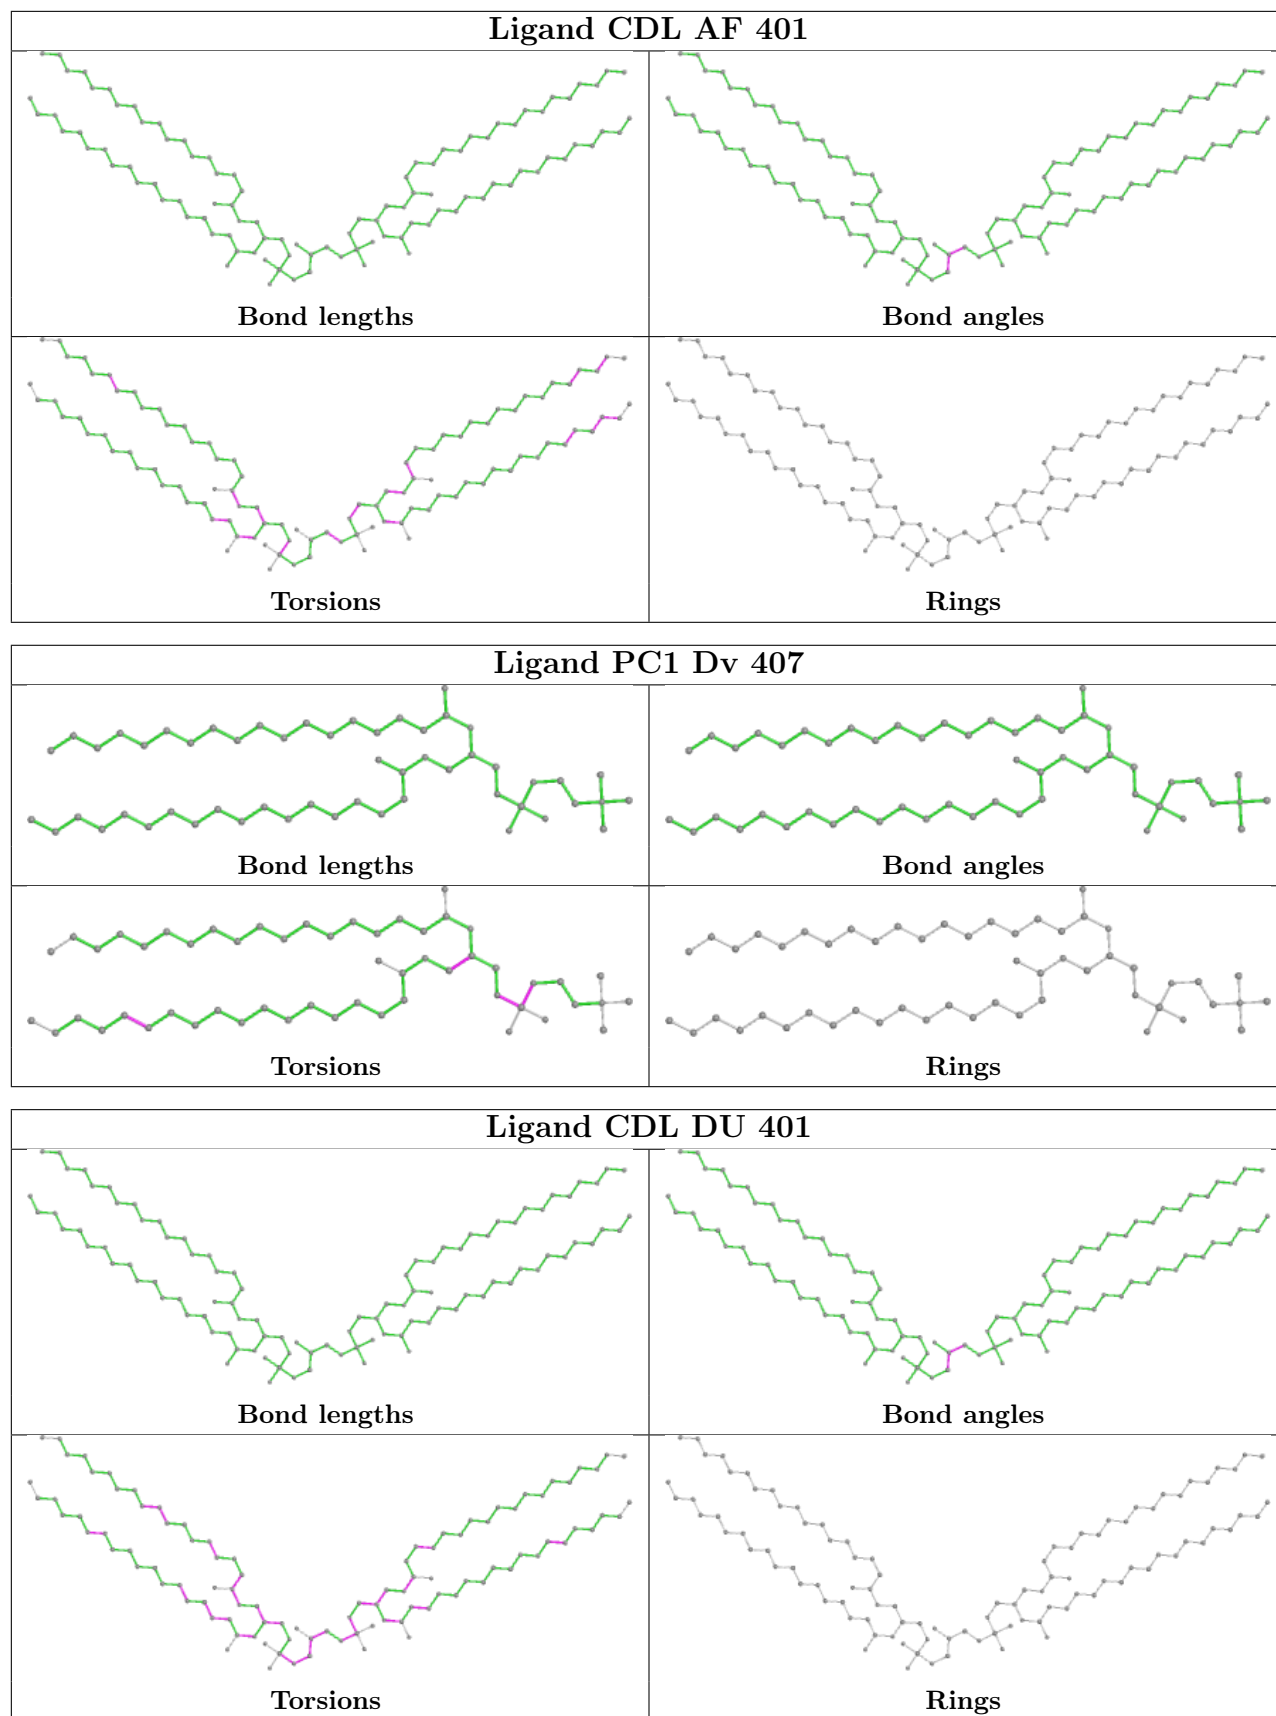 Ligand CDL AF 401
Bond lengths
Bond angles
Torsions
Rings
Ligand PC1 Dv 407
Bond lengths
Bond angles
Torsions
Rings
Ligand CDL DU 401
Bond lengths
Bond angles
Torsions
Rings